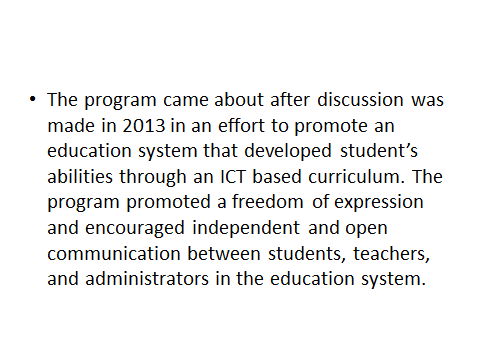 • The program came about after discussion was
made in 2013 in an effort to promote an
education system that developed student's
abilities through an ICT based curriculum. The
program promoted a freedom of expression
and encouraged independent and open
communication between students, teachers,
and administrators in the education system.